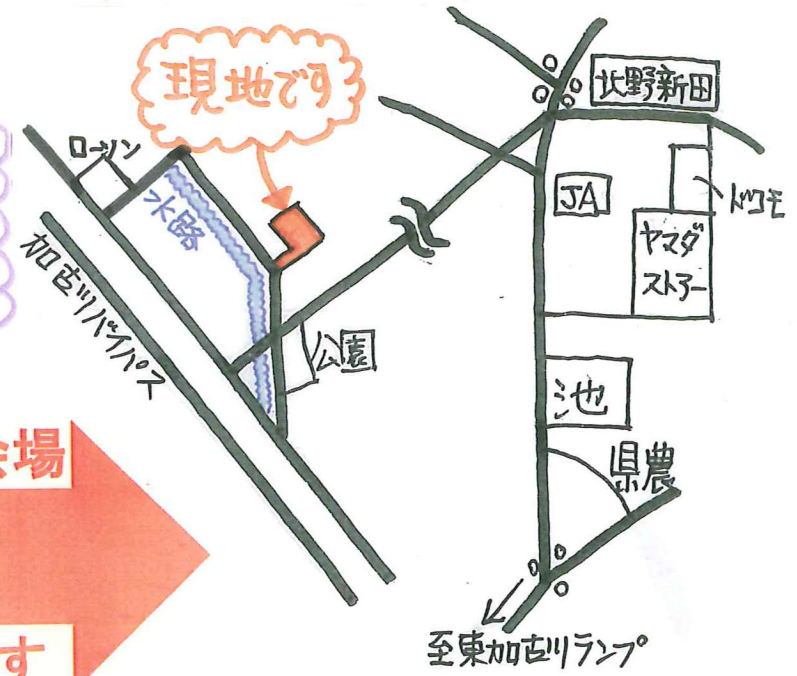 現地です
北野新田
ローソン
水路
JA
ドコモ
ヤマダ
ストアー
加古川バイパス
公園
池
会場
県農
す
至東加古川ランプ